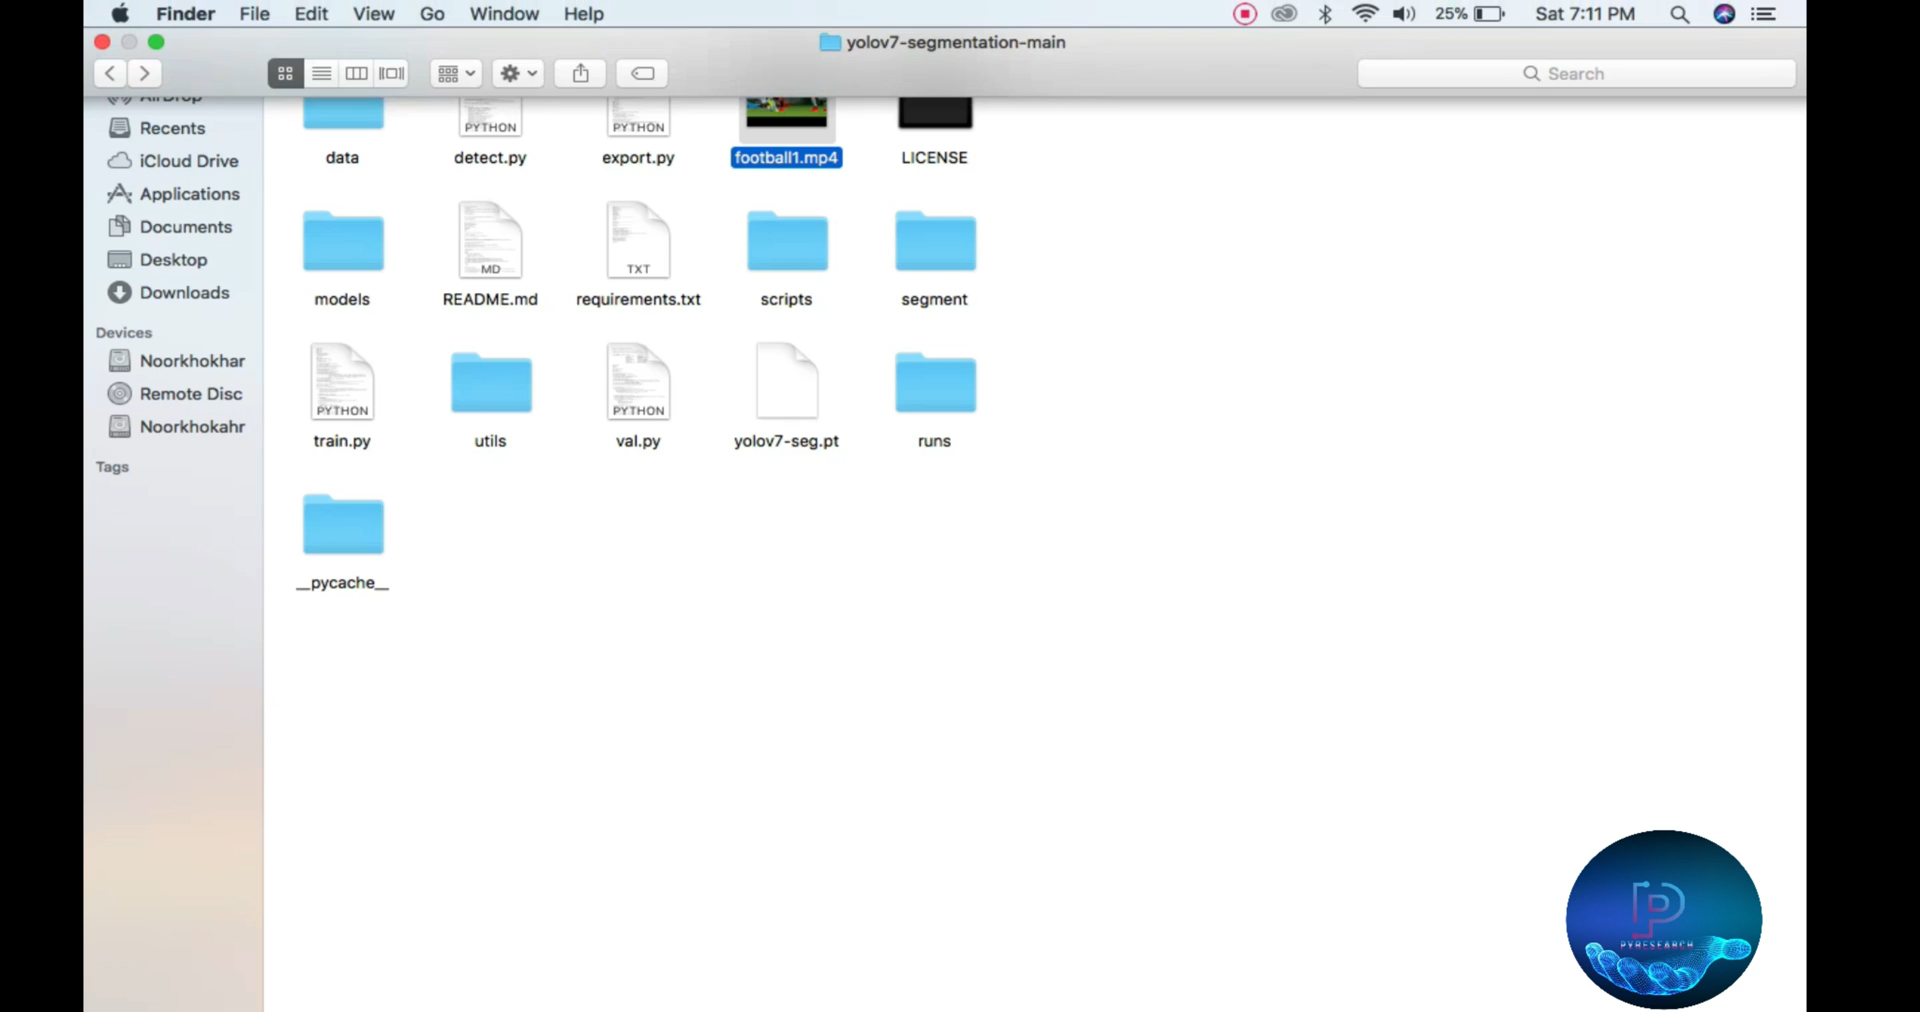 Finder File Edit View Go Window Help 25% Sat 7:11 PM
yolov7-segmentation-main
Search
AirDrop
Recents
iCloud Drive
Applications
Documents
Desktop
Downloads
Devices
Noorkhokhar
Remote Disc
Noorkhokahr
Tags
PYTHON PYTHON
data detect.py export.py football1.mp4 LICENSE
MD TXT
models README.md requirements.txt scripts segment
PYTHON PYTHON
train.py utils val.py yolov7-seg.pt runs
__pycache__
PYRESEARCH